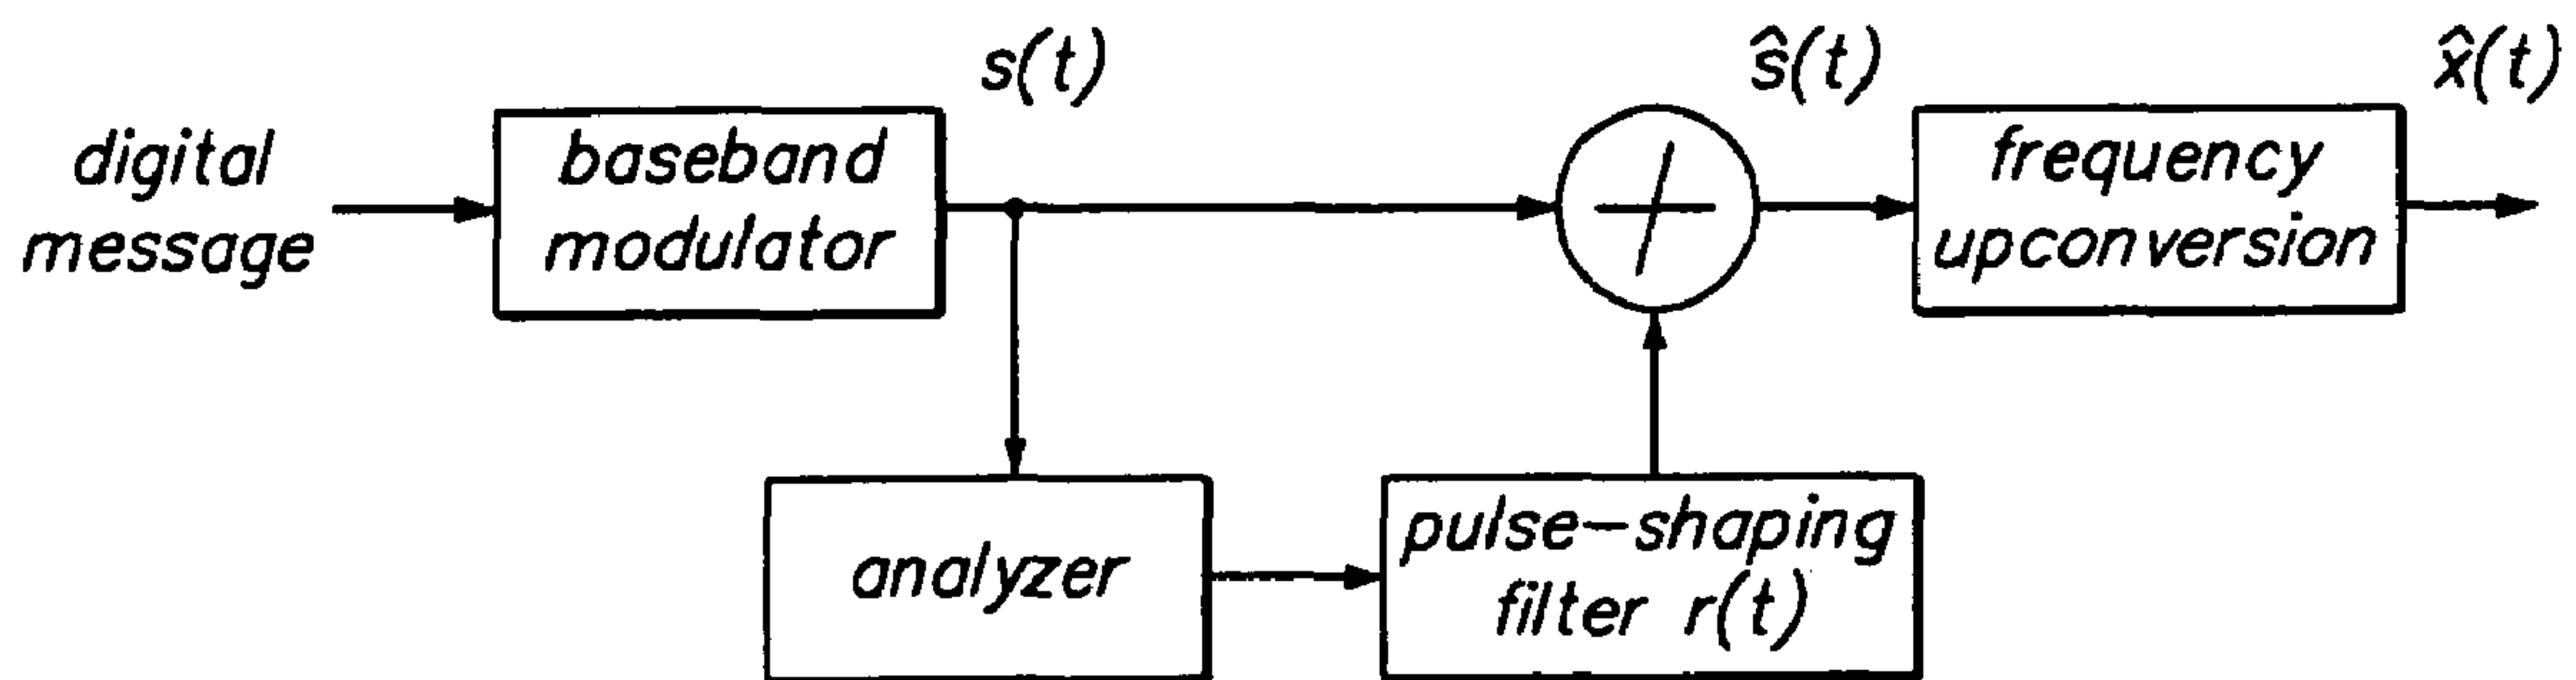 s(t)
ŝ(t)
x̂(t)
digital
message
baseband
modulator
frequency
upconversion
analyzer
pulse-shaping
filter r(t)